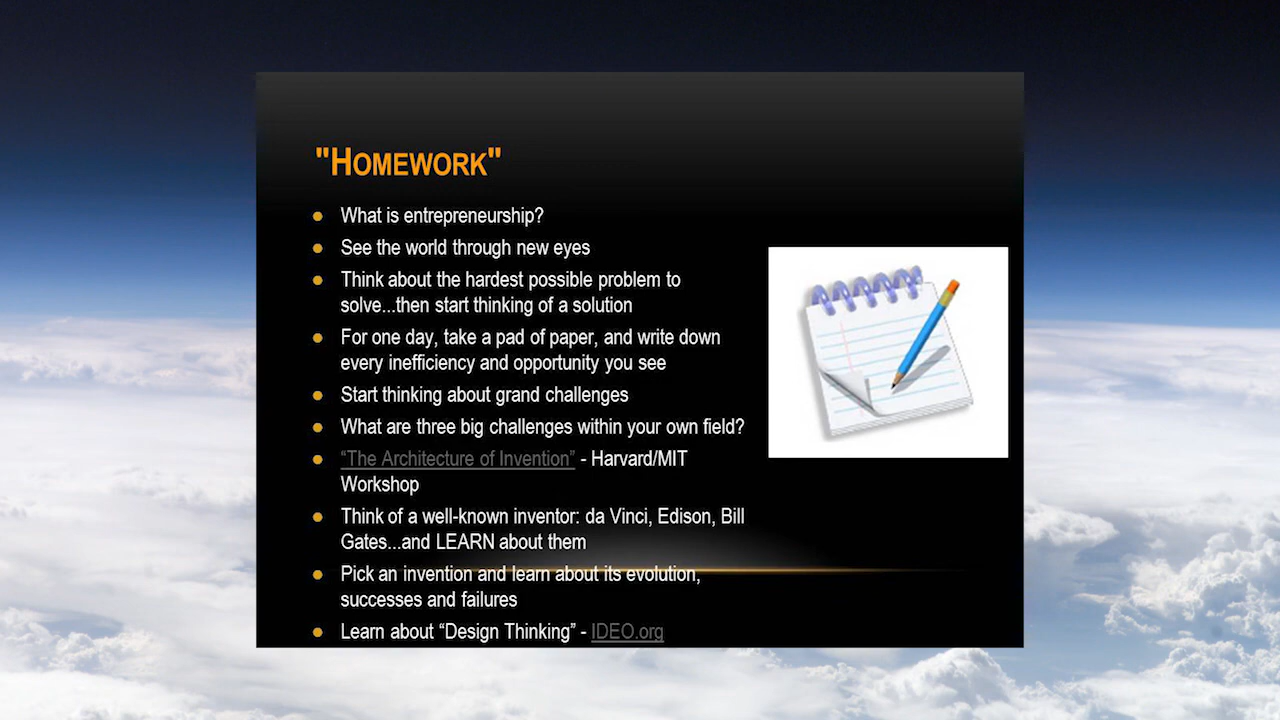 "HOMEWORK"
What is entrepreneurship?
See the world through new eyes
Think about the hardest possible problem to
solve...then start thinking of a solution
For one day, take a pad of paper, and write down
every inefficiency and opportunity you see
Start thinking about grand challenges
What are three big challenges within your own field?
“The Architecture of Invention” - Harvard/MIT
Workshop
Think of a well-known inventor: da Vinci, Edison, Bill
Gates...and LEARN about them
Pick an invention and learn about its evolution,
successes and failures
Learn about “Design Thinking” - IDEO.org